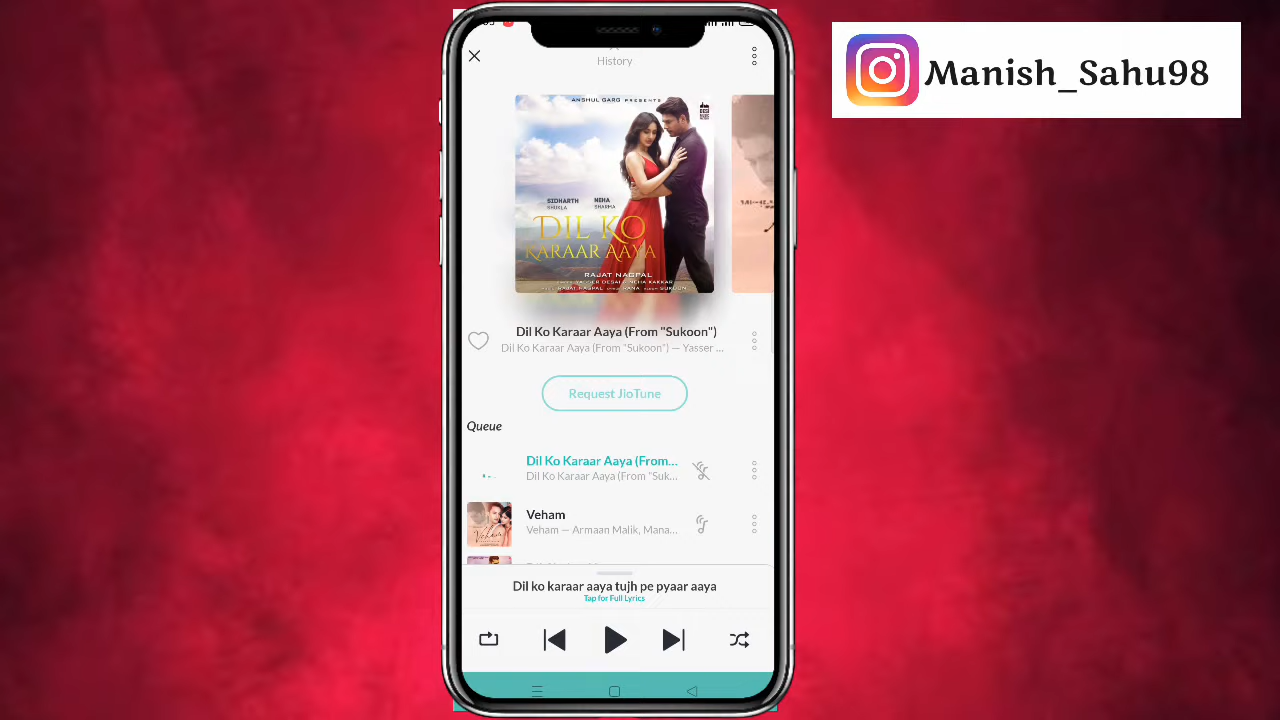 Manish_Sahu98
History
ANSHUL GARG PRESENTS
SIDHARTH SHUKLA
NEHA SHARMA
DIL KO
KARAAR AAYA
RAJAT NAGPAL
Dil Ko Karaar Aaya (From "Sukoon")
Dil Ko Karaar Aaya (From "Sukoon") — Yasser ...
Request JioTune
Queue
Dil Ko Karaar Aaya (From...
Dil Ko Karaar Aaya (From "Suk...
Veham
Veham — Armaan Malik, Mana...
Dil ko karaar aaya tujh pe pyaar aaya
Tap for Full Lyrics